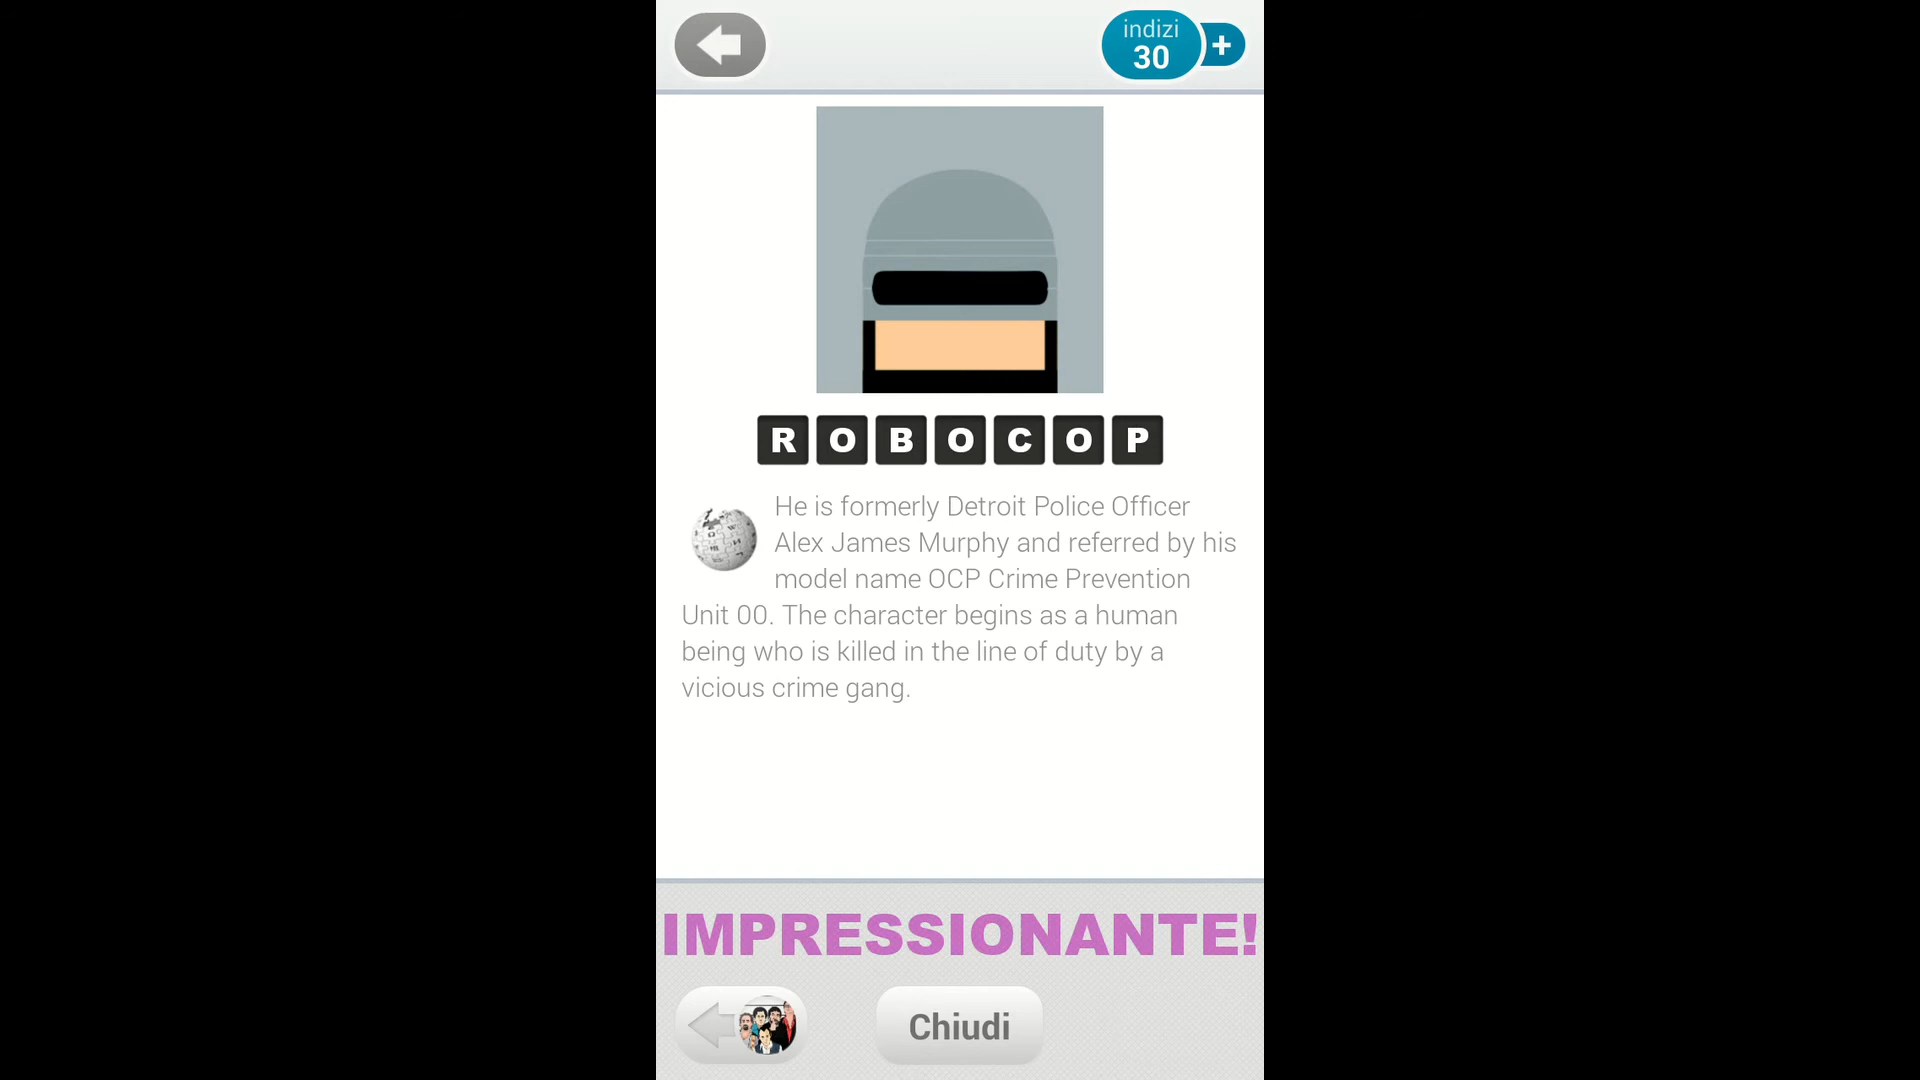 indizi
30
+
ROBOCOP
He is formerly Detroit Police Officer
Alex James Murphy and referred by his
model name OCP Crime Prevention
Unit 00. The character begins as a human
being who is killed in the line of duty by a
vicious crime gang.
IMPRESSIONANTE!
Chiudi